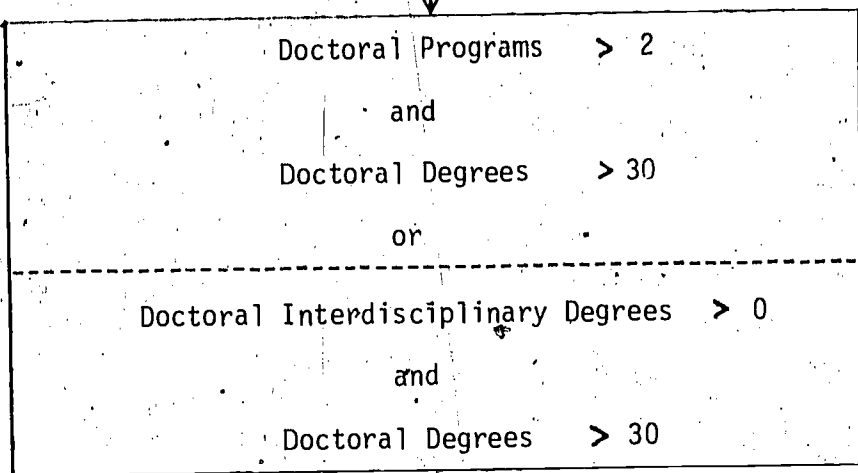 Doctoral Programs > 2
and
Doctoral Degrees > 30
or
Doctoral Interdisciplinary Degrees > 0
and
Doctoral Degrees > 30